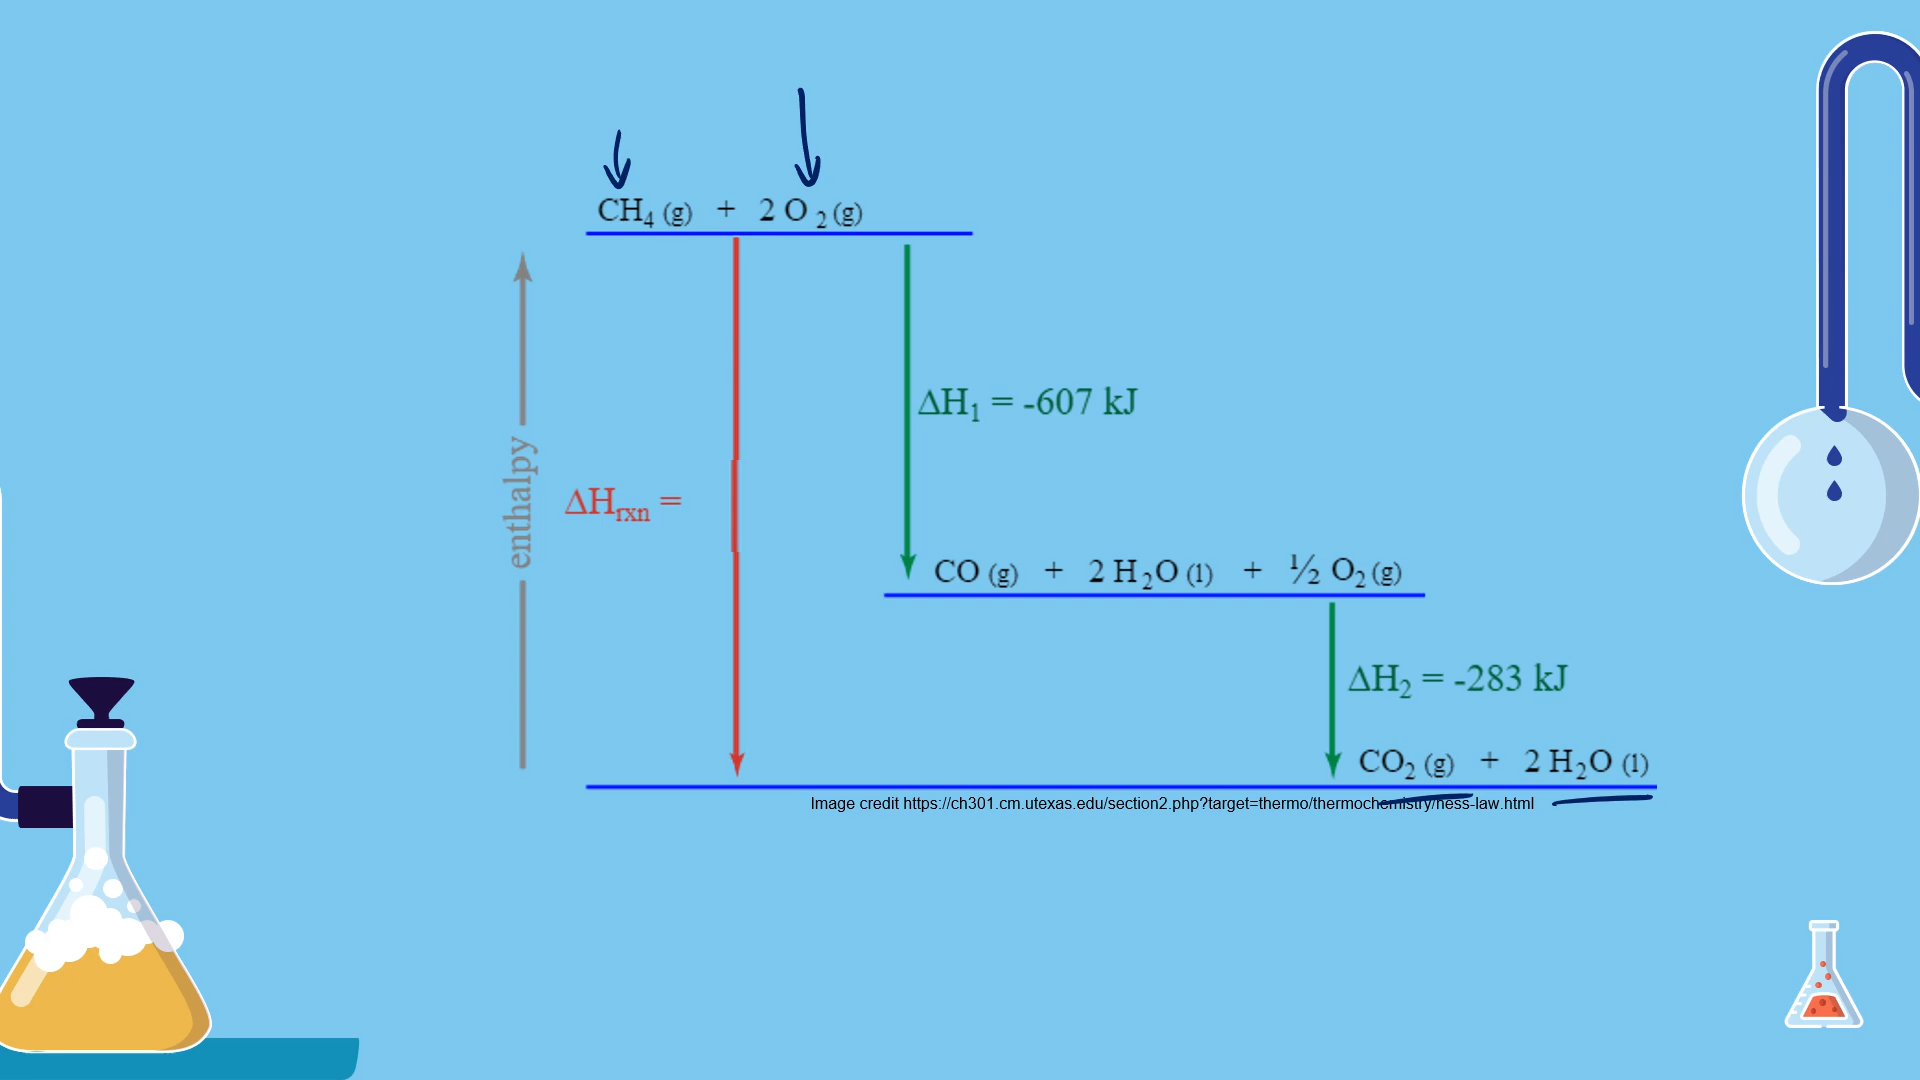 CH₄ (g) + 2 O ₂ (g)
ΔH₁ = -607 kJ
enthalpy
ΔHrxn =
CO (g) + 2 H₂O (l) + ½ O₂ (g)
ΔH₂ = -283 kJ
CO₂ (g) + 2 H₂O (l)
Image credit https://ch301.cm.utexas.edu/section2.php?target=thermo/thermochemistry/hess-law.html